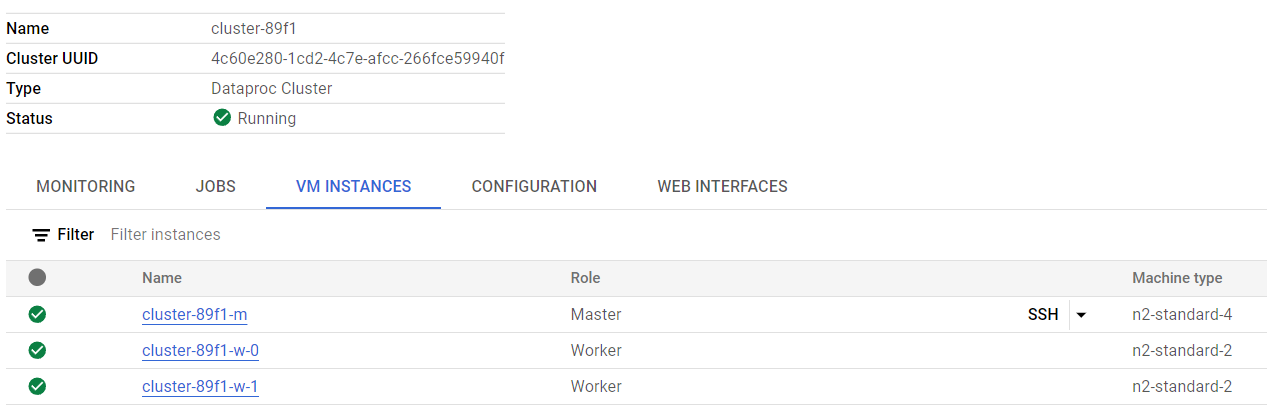 Name cluster-89f1
Cluster UUID 4c60e280-1cd2-4c7e-afcc-266fce59940f
Type Dataproc Cluster
Status Running
MONITORING JOBS VM INSTANCES CONFIGURATION WEB INTERFACES
Filter Filter instances
Name Role Machine type
cluster-89f1-m Master SSH n2-standard-4
cluster-89f1-w-0 Worker n2-standard-2
cluster-89f1-w-1 Worker n2-standard-2